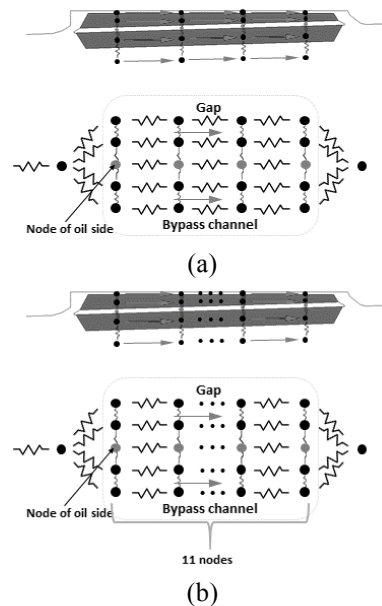 Gap
Node of oil side
Bypass channel
(a)
Gap
Node of oil side
Bypass channel
11 nodes
(b)